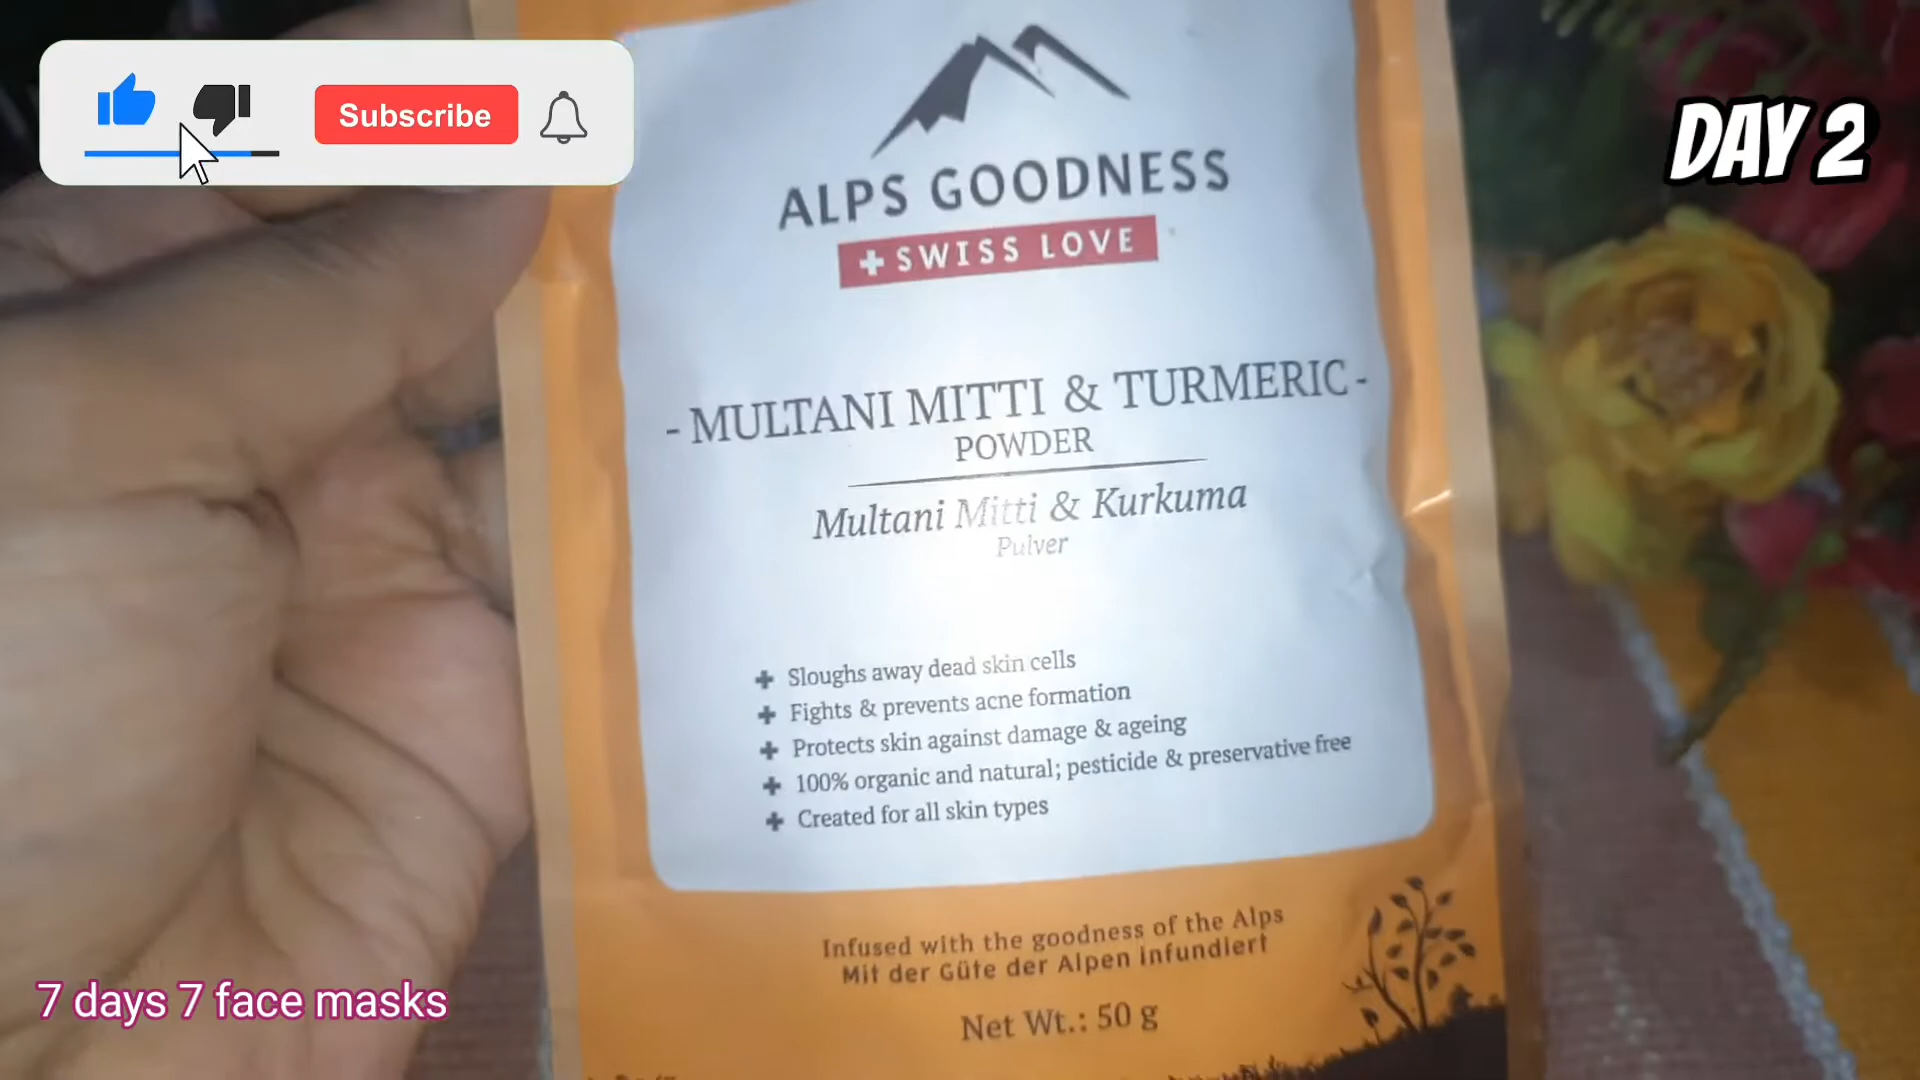 Subscribe
DAY 2
ALPS GOODNESS
SWISS LOVE
- MULTANI MITTI & TURMERIC -
POWDER
Multani Mitti & Kurkuma
Pulver
Sloughs away dead skin cells
Fights & prevents acne formation
Protects skin against damage & ageing
100% organic and natural; pesticide & preservative free
Created for all skin types
Infused with the goodness of the Alps
Mit der Güte der Alpen infundiert
Net Wt.: 50 g
7 days 7 face masks